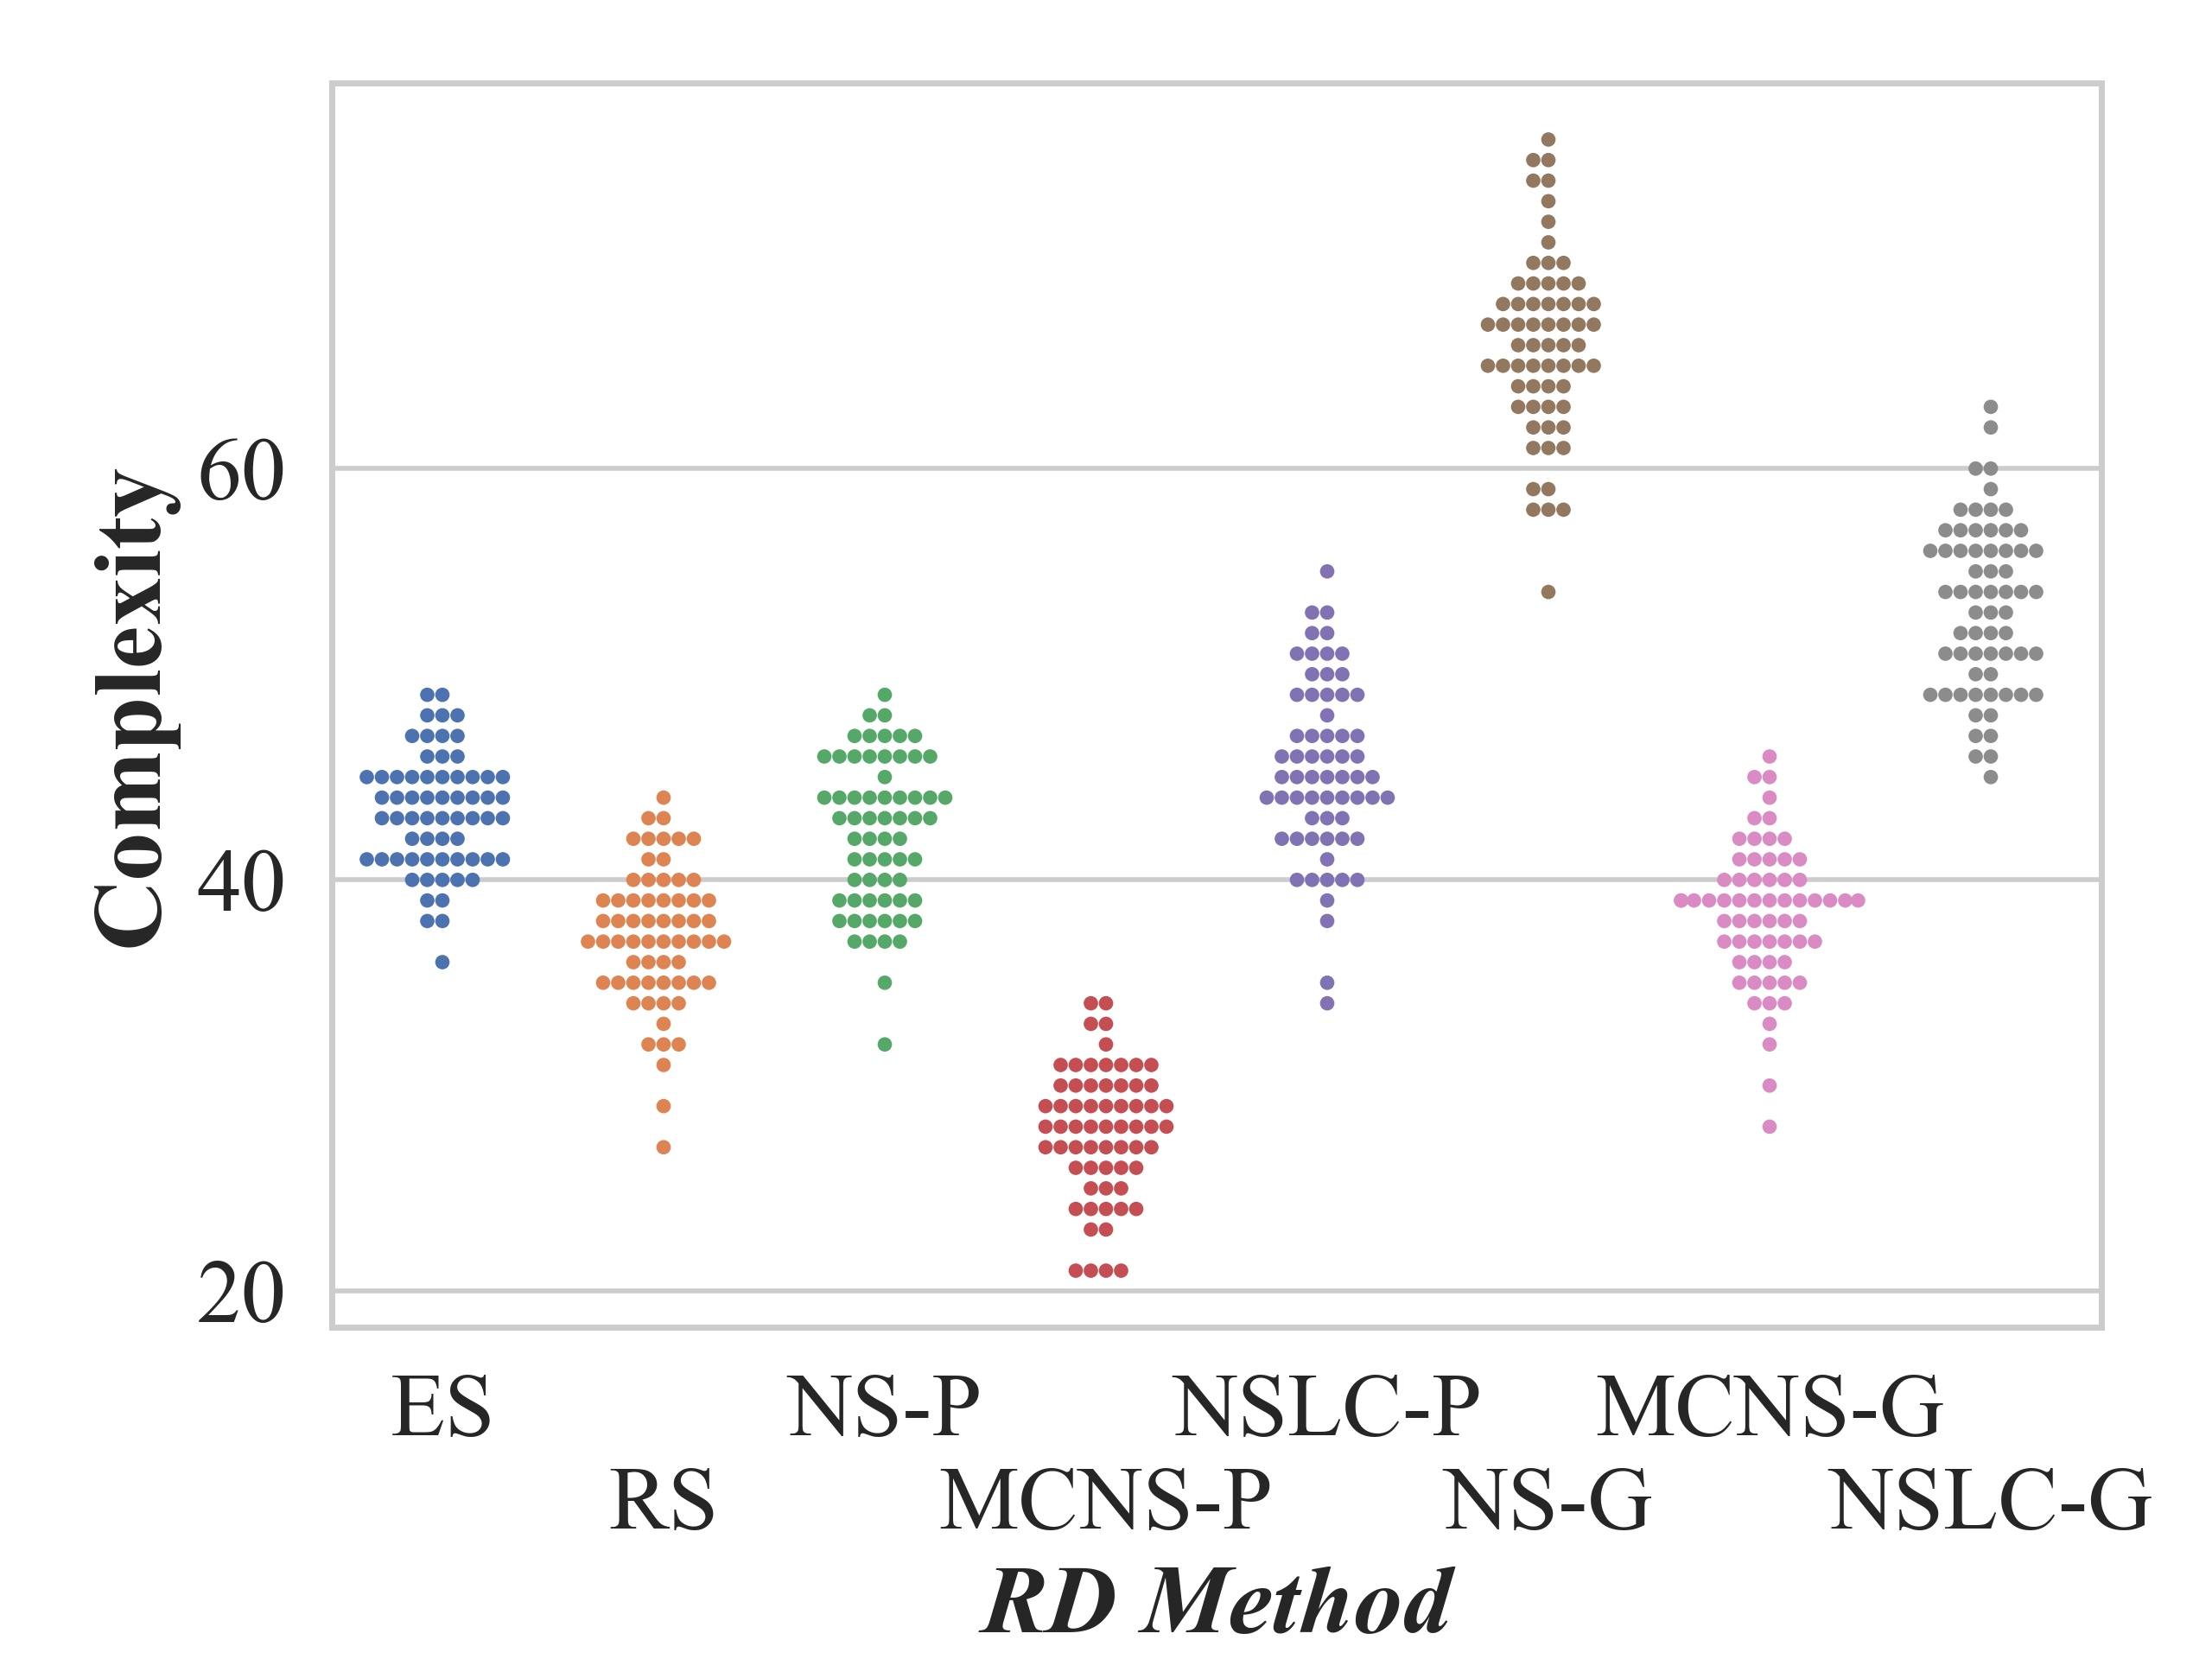 Complexity
60
40
20
ES NS-P NSLC-P MCNS-G
RS MCNS-P NS-G NSLC-G
RD Method